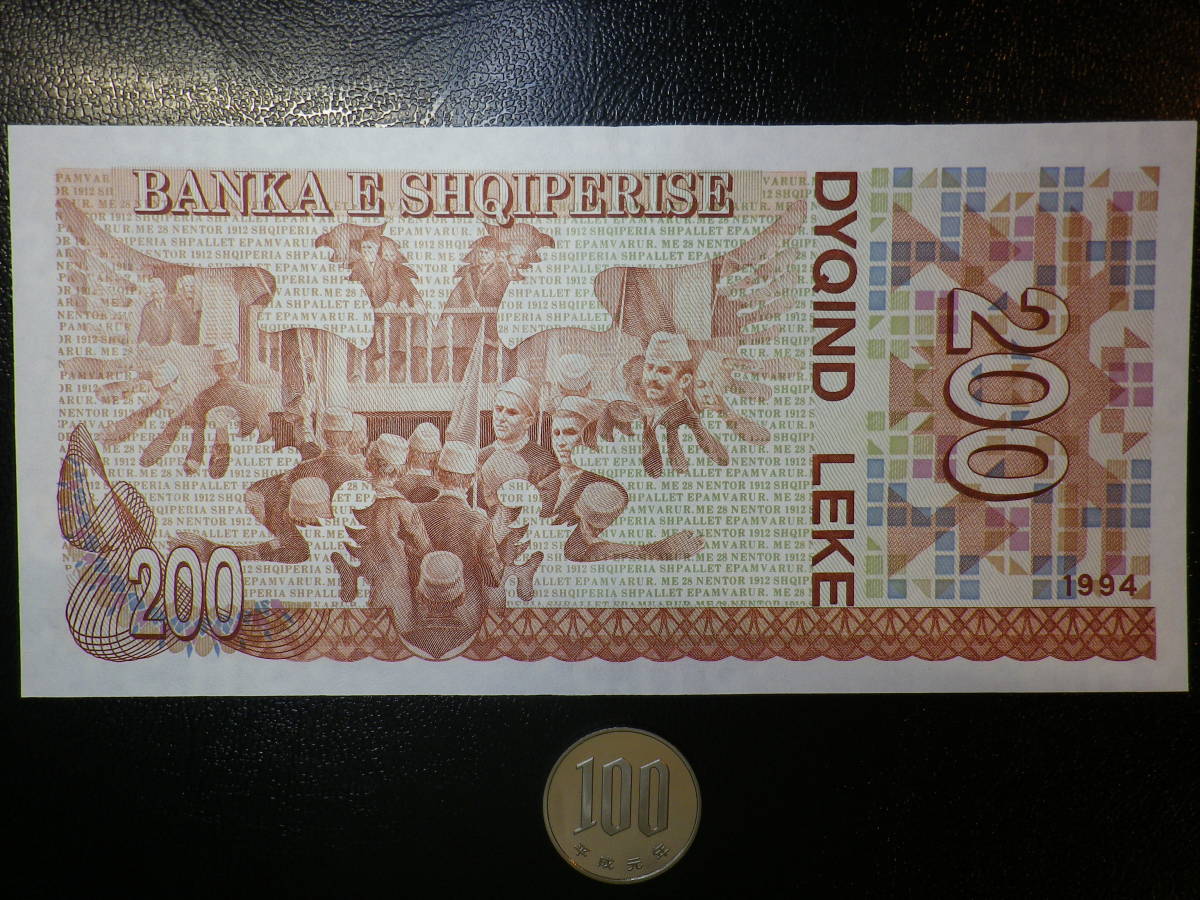 BANKA E SHQIPERISE
DYQIND LEKE
200
200
1994
ME 28 NENTOR 1912 SHQIPERIA SHPALLET EPAMVARUR.
100
平成元年